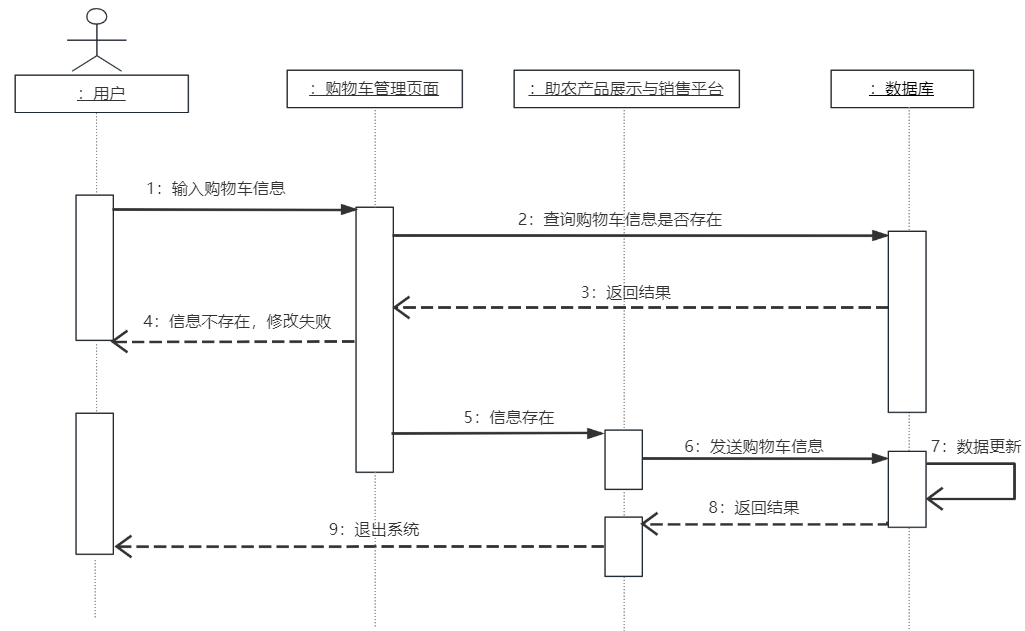 ：用户
：购物车管理页面
：助农产品展示与销售平台
：数据库
1：输入购物车信息
2：查询购物车信息是否存在
3：返回结果
4：信息不存在，修改失败
5：信息存在
6：发送购物车信息
7：数据更新
8：返回结果
9：退出系统